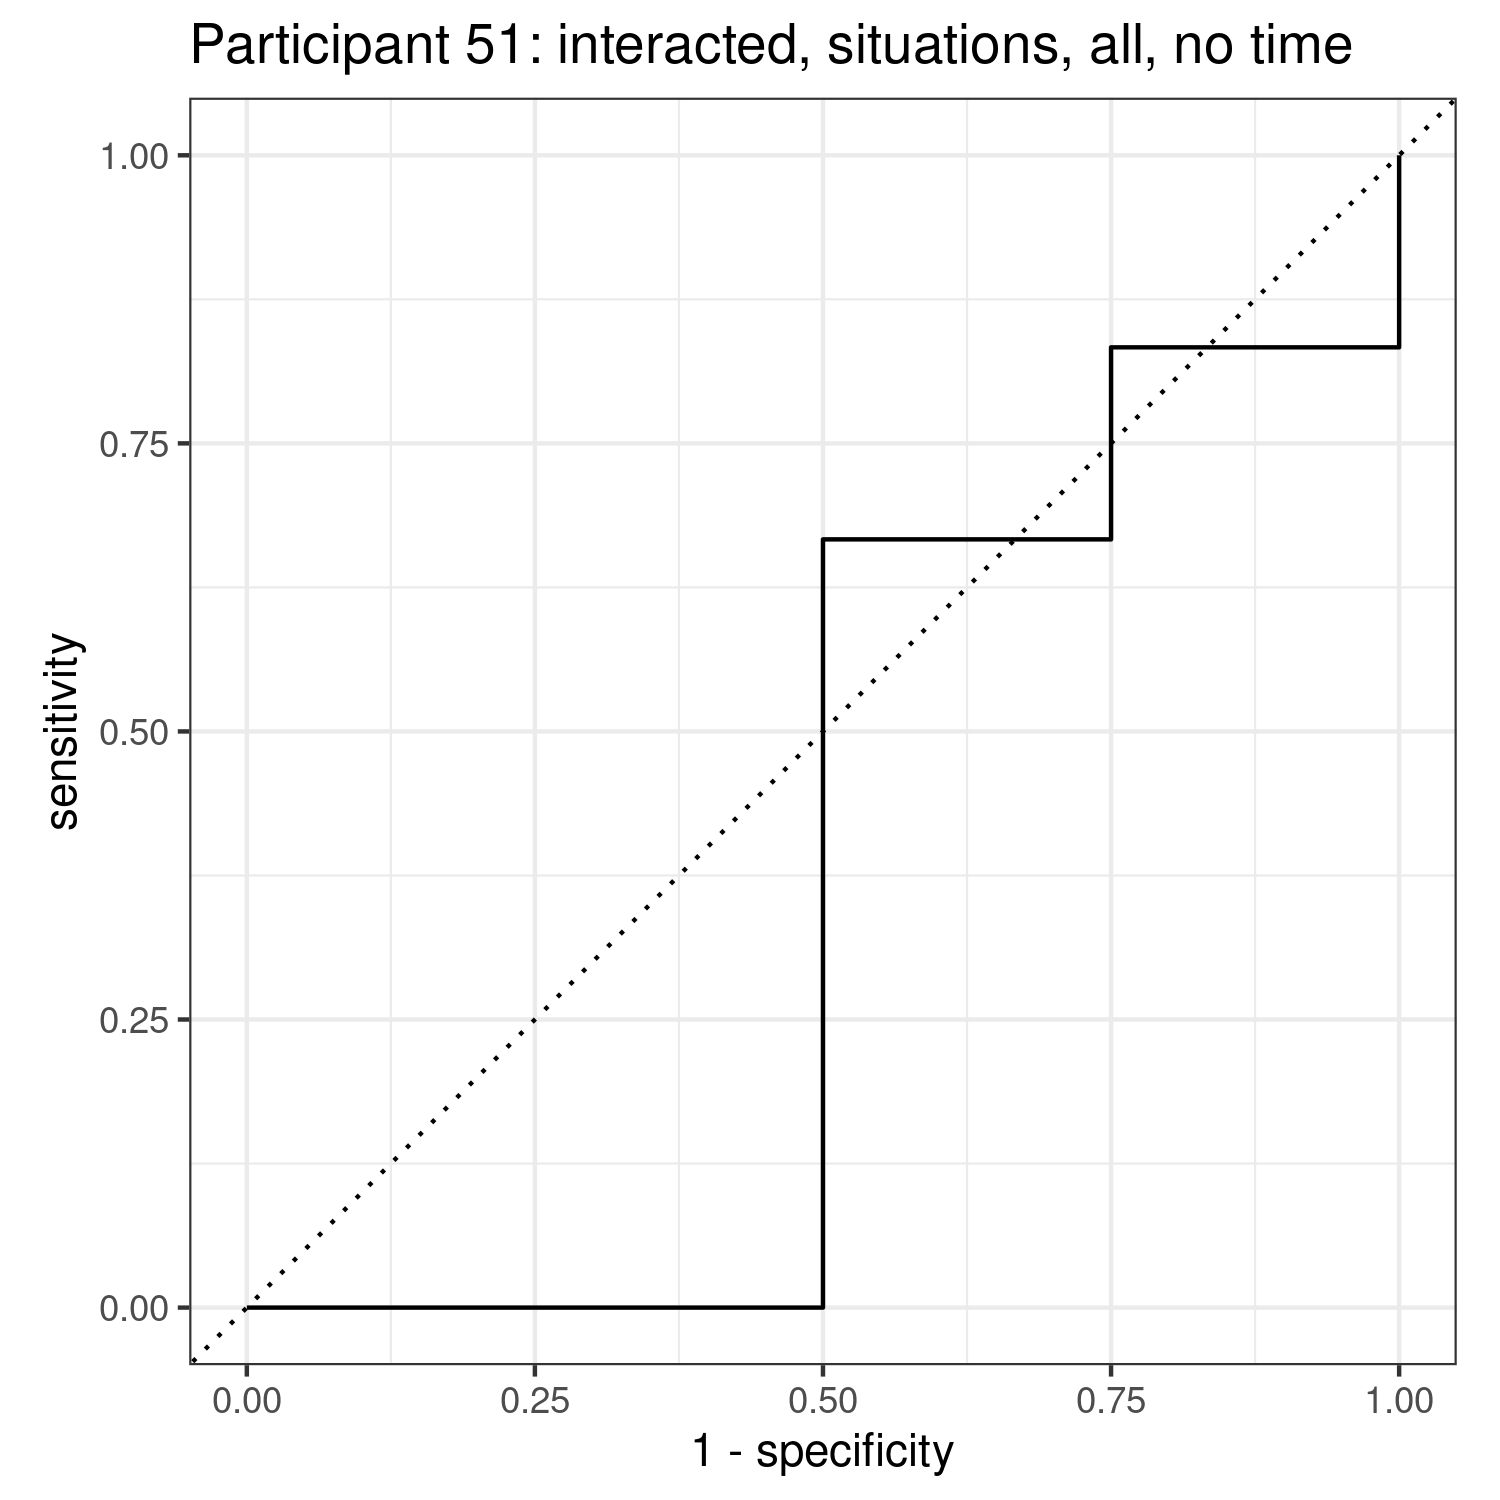 Participant 51: interacted, situations, all, no time
1.00
0.75
0.50
0.25
0.00
sensitivity
0.00 0.25 0.50 0.75 1.00
1 - specificity